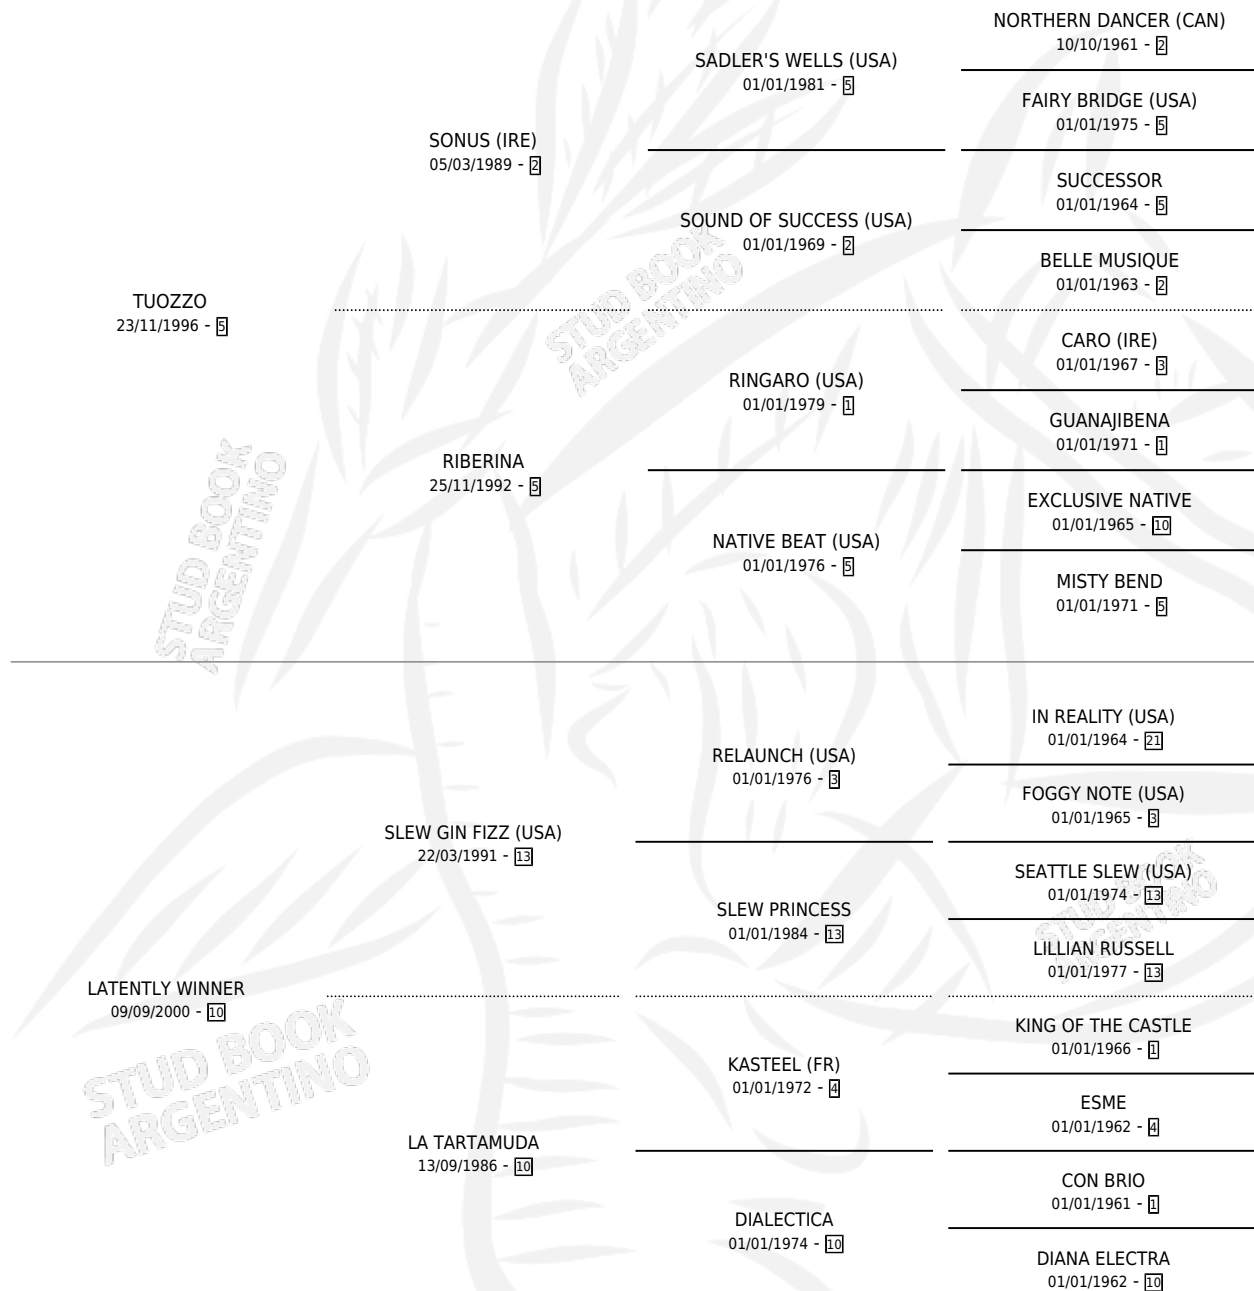 NORTHERN DANCER (CAN)
10/10/1961 - 2
SADLER'S WELLS (USA)
01/01/1981 - 5
FAIRY BRIDGE (USA)
01/01/1975 - 5
SONUS (IRE)
05/03/1989 - 2
SUCCESSOR
01/01/1964 - 5
SOUND OF SUCCESS (USA)
01/01/1969 - 2
BELLE MUSIQUE
01/01/1963 - 2
TUOZZO
23/11/1996 - 5
CARO (IRE)
01/01/1967 - 3
RINGARO (USA)
01/01/1979 - 1
GUANAJIBENA
01/01/1971 - 1
RIBERINA
25/11/1992 - 5
EXCLUSIVE NATIVE
01/01/1965 - 10
NATIVE BEAT (USA)
01/01/1976 - 5
MISTY BEND
01/01/1971 - 5
IN REALITY (USA)
01/01/1964 - 21
RELAUNCH (USA)
01/01/1976 - 3
FOGGY NOTE (USA)
01/01/1965 - 3
SLEW GIN FIZZ (USA)
22/03/1991 - 13
SEATTLE SLEW (USA)
01/01/1974 - 13
SLEW PRINCESS
01/01/1984 - 13
LILLIAN RUSSELL
01/01/1977 - 13
LATENTLY WINNER
09/09/2000 - 10
KING OF THE CASTLE
01/01/1966 - 1
KASTEEL (FR)
01/01/1972 - 4
ESME
01/01/1962 - 4
LA TARTAMUDA
13/09/1986 - 10
CON BRIO
01/01/1961 - 1
DIALECTICA
01/01/1974 - 10
DIANA ELECTRA
01/01/1962 - 10
STUD BOOK
ARGENTINO
STUD BOOK
ARGENTINO
STUD BOOK
ARGENTINO
STUD BOOK
ARGENTINO